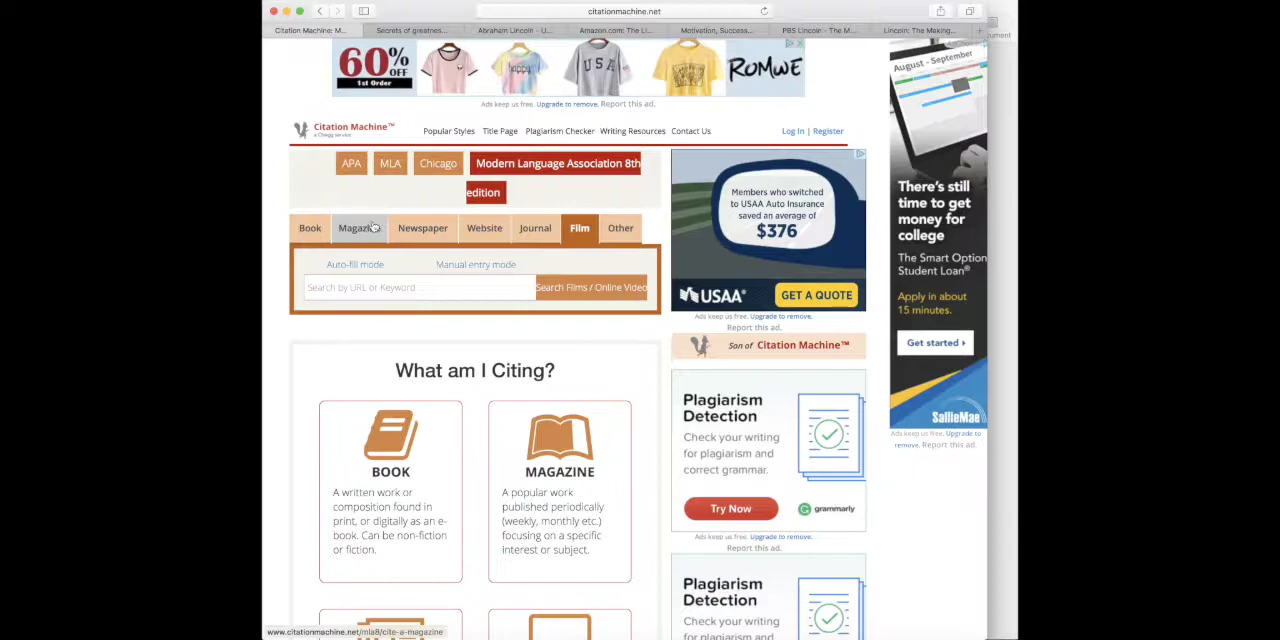 citationmachine.net
Citation Machine: M...
Secrets of greatnes...
Abraham Lincoln - U...
Amazon.com: The Li...
Motivation, Success...
PBS Lincoln - The M...
Lincoln: The Making...
60% OFF
1st Order
happy
USA
ROMWE
Ads keep us free. Upgrade to remove. Report this ad.
Citation Machine™
a Chegg service
Popular Styles
Title Page
Plagiarism Checker
Writing Resources
Contact Us
Log In | Register
APA
MLA
Chicago
Modern Language Association 8th
edition
Book
Magazine
Newspaper
Website
Journal
Film
Other
Auto-fill mode
Manual entry mode
Search by URL or Keyword...
Search Films / Online Video
What am I Citing?
BOOK
A written work or
composition found in
print, or digitally as an e-
book. Can be non-fiction
or fiction.
MAGAZINE
A popular work
published periodically
(weekly, monthly etc.)
focusing on a specific
interest or subject.
Members who switched
to USAA Auto Insurance
saved an average of
$376
USAA®
GET A QUOTE
Ads keep us free. Upgrade to remove.
Report this ad.
Son of Citation Machine™
Plagiarism
Detection
Check your writing
for plagiarism and
correct grammar.
Try Now
grammarly
Ads keep us free. Upgrade to remove.
Report this ad.
Plagiarism
Detection
Check your writing
for plagiarism and
August - September
There's still
time to get
money for
college
The Smart Option
Student Loan®
Apply in about
15 minutes.
Get started
SallieMae
Ads keep us free. Upgrade to
remove. Report this ad.
www.citationmachine.net/mla8/cite-a-magazine